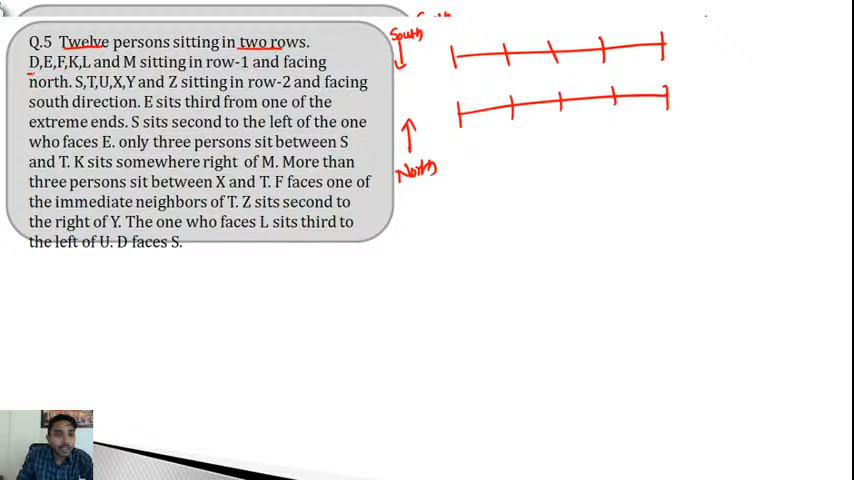 Q.5 Twelve persons sitting in two rows.
D,E,F,K,L and M sitting in row-1 and facing
north. S,T,U,X,Y and Z sitting in row-2 and facing
south direction. E sits third from one of the
extreme ends. S sits second to the left of the one
who faces E. only three persons sit between S
and T. K sits somewhere right of M. More than
three persons sit between X and T. F faces one of
the immediate neighbors of T. Z sits second to
the right of Y. The one who faces L sits third to
the left of U. D faces S.
South
North